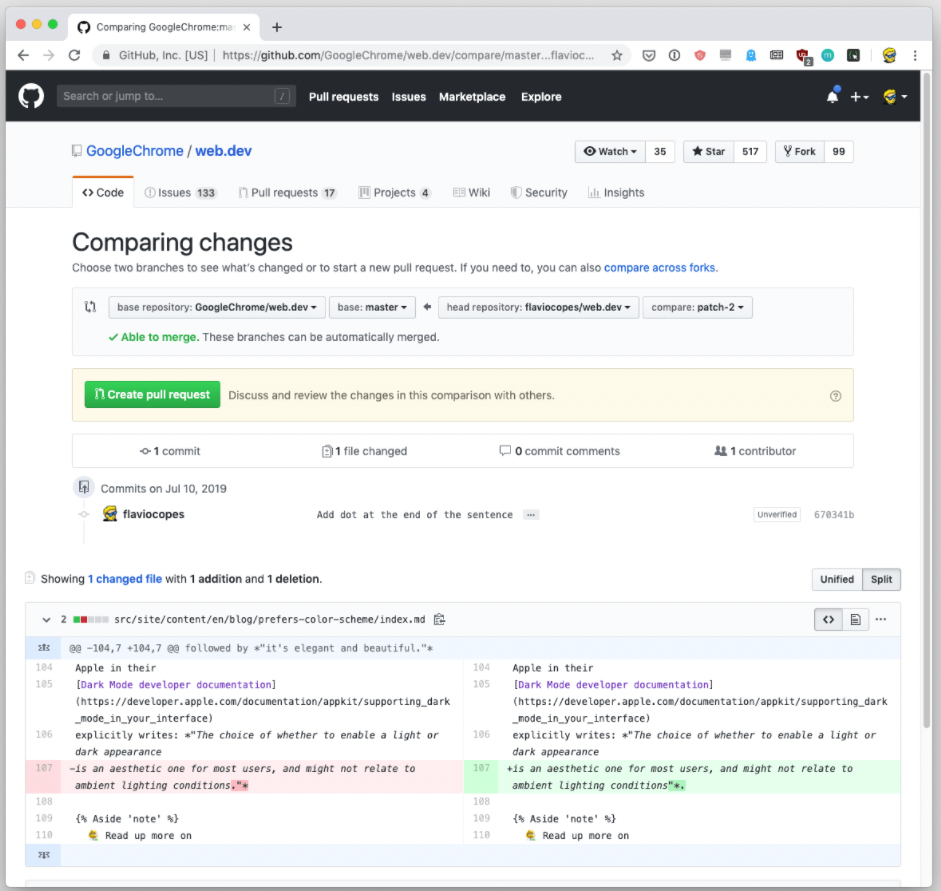 Comparing GoogleChrome:mas
GitHub, Inc. [US] | https://github.com/GoogleChrome/web.dev/compare/master...flavioc...
2
Search or jump to... /
Pull requests Issues Marketplace Explore
GoogleChrome / web.dev
Watch 35 Star 517 Fork 99
Code Issues 133 Pull requests 17 Projects 4 Wiki Security Insights
Comparing changes
Choose two branches to see what's changed or to start a new pull request. If you need to, you can also compare across forks.
base repository: GoogleChrome/web.dev base: master head repository: flaviocopes/web.dev compare: patch-2
Able to merge. These branches can be automatically merged.
Create pull request Discuss and review the changes in this comparison with others.
1 commit 1 file changed 0 commit comments 1 contributor
Commits on Jul 10, 2019
flaviocopes Add dot at the end of the sentence ... Unverified 670341b
Showing 1 changed file with 1 addition and 1 deletion.
Unified Split
2 src/site/content/en/blog/prefers-color-scheme/index.md
@@ -104,7 +104,7 @@ followed by *"it's elegant and beautiful."*
104 Apple in their 104 Apple in their
105 [Dark Mode developer documentation] 105 [Dark Mode developer documentation]
(https://developer.apple.com/documentation/appkit/supporting_dark (https://developer.apple.com/documentation/appkit/supporting_dark
_mode_in_your_interface) _mode_in_your_interface)
106 explicitly writes: *"The choice of whether to enable a light or 106 explicitly writes: *"The choice of whether to enable a light or
dark appearance dark appearance
107 -is an aesthetic one for most users, and might not relate to 107 +is an aesthetic one for most users, and might not relate to
ambient lighting conditions."* ambient lighting conditions"*.
108 108
109 {% Aside 'note' %} 109 {% Aside 'note' %}
110 Read up more on 110 Read up more on